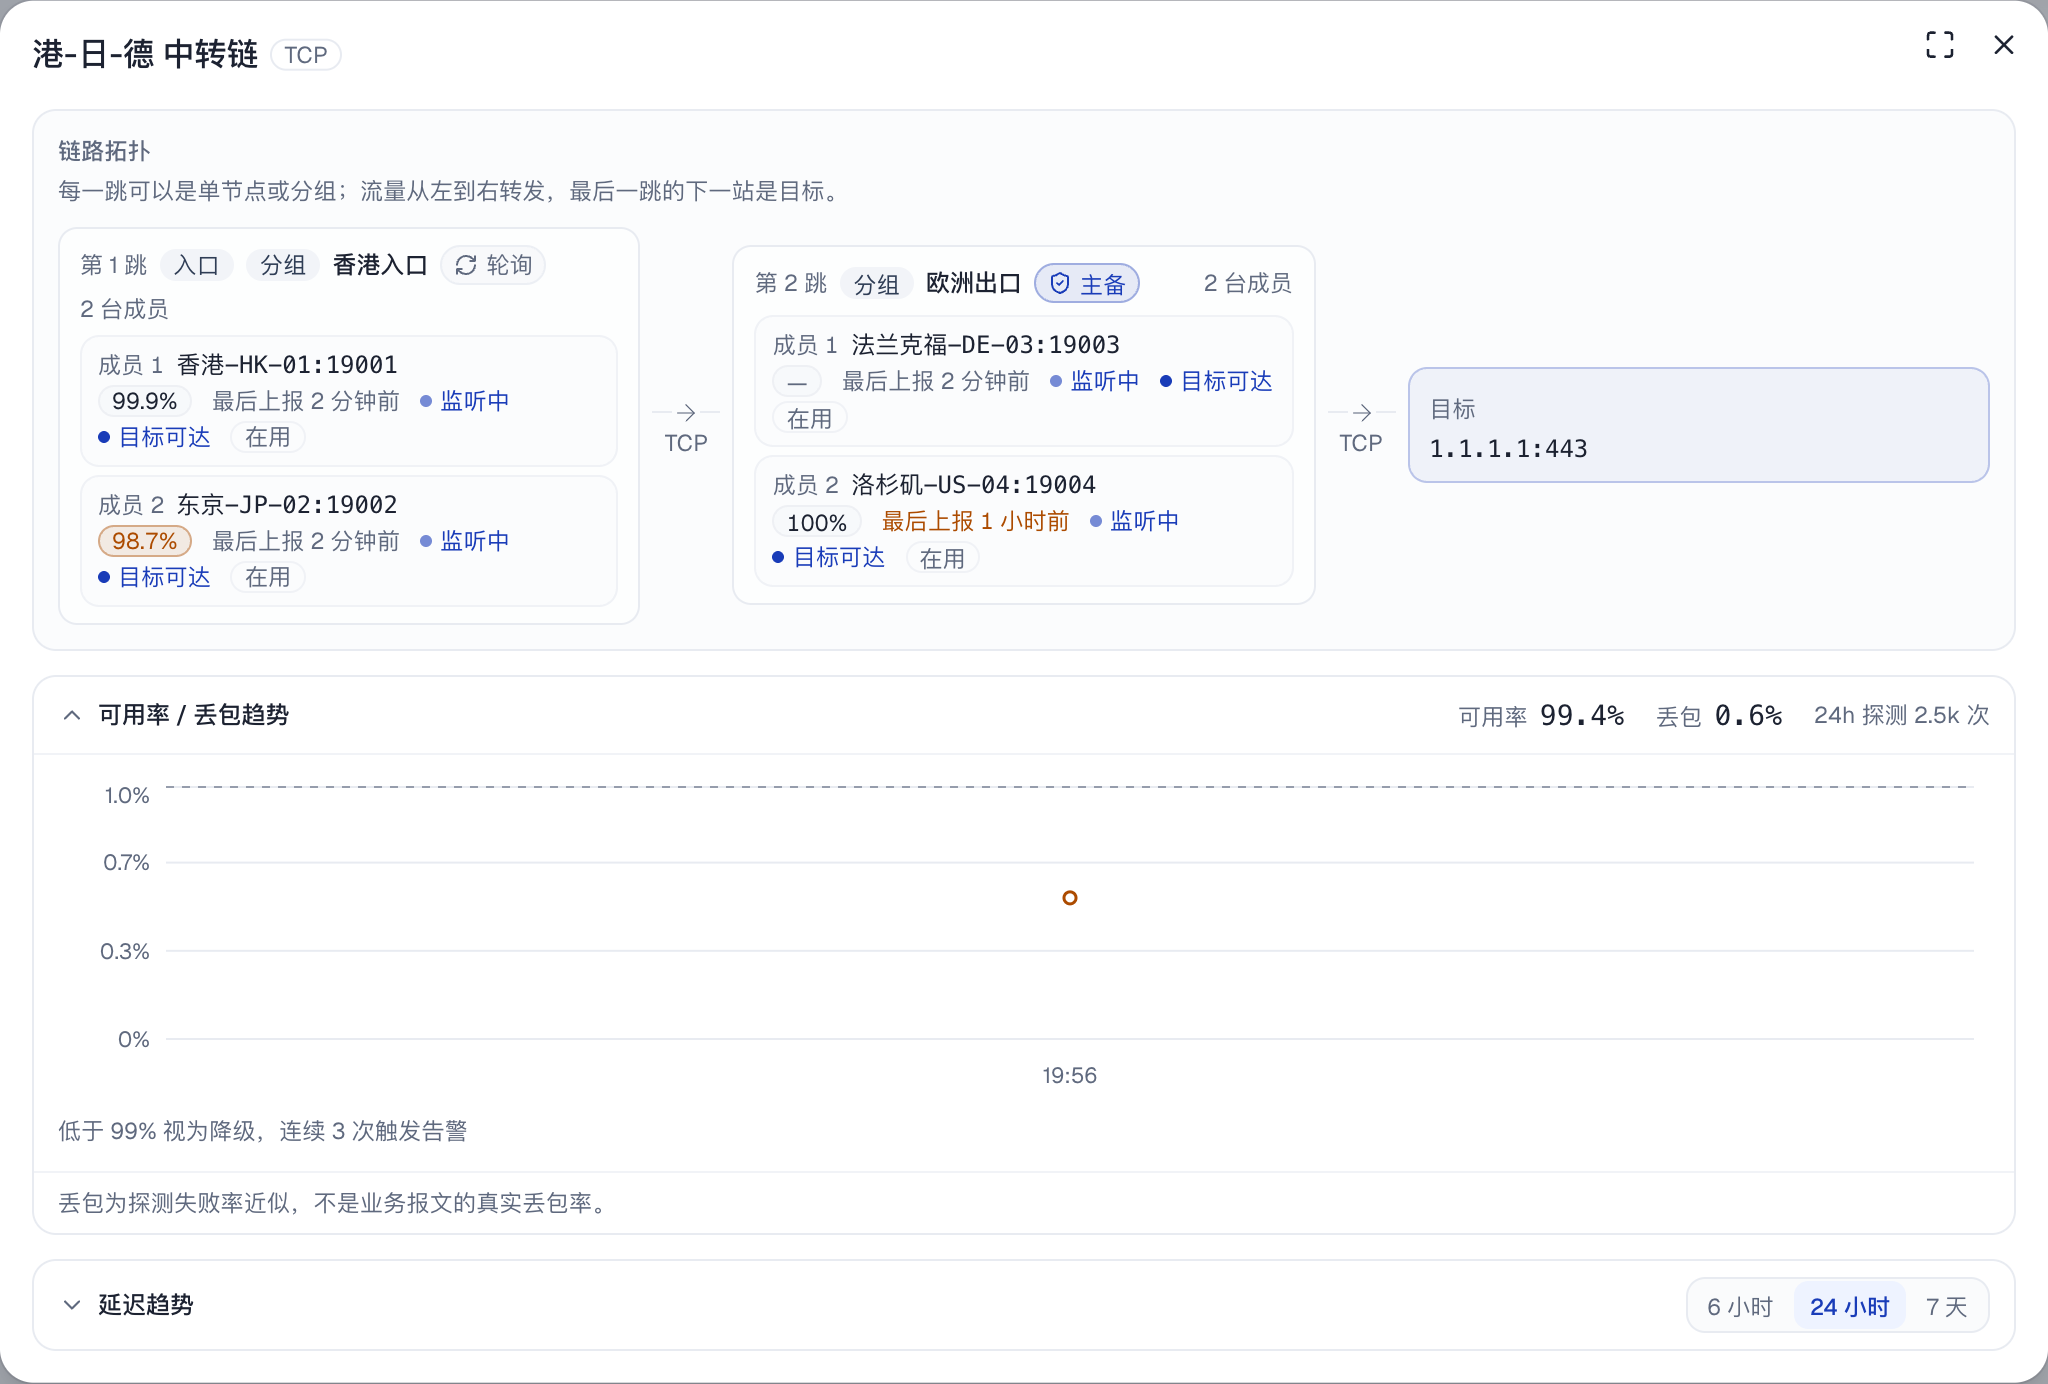 港-日-德 中转链 TCP
链路拓扑
每一跳可以是单节点或分组；流量从左到右转发，最后一跳的下一站是目标。
第 1 跳 入口 分组 香港入口 轮询
2 台成员
成员 1 香港-HK-01:19001
99.9% 最后上报 2 分钟前 监听中
目标可达 在用
成员 2 东京-JP-02:19002
98.7% 最后上报 2 分钟前 监听中
目标可达 在用
TCP
第 2 跳 分组 欧洲出口 主备 2 台成员
成员 1 法兰克福-DE-03:19003
— 最后上报 2 分钟前 监听中 目标可达
在用
成员 2 洛杉矶-US-04:19004
100% 最后上报 1 小时前 监听中
目标可达 在用
TCP
目标
1.1.1.1:443
可用率 / 丢包趋势 可用率 99.4% 丢包 0.6% 24h 探测 2.5k 次
1.0%
0.7%
0.3%
0%
19:56
低于 99% 视为降级，连续 3 次触发告警
丢包为探测失败率近似，不是业务报文的真实丢包率。
延迟趋势 6 小时 24 小时 7 天